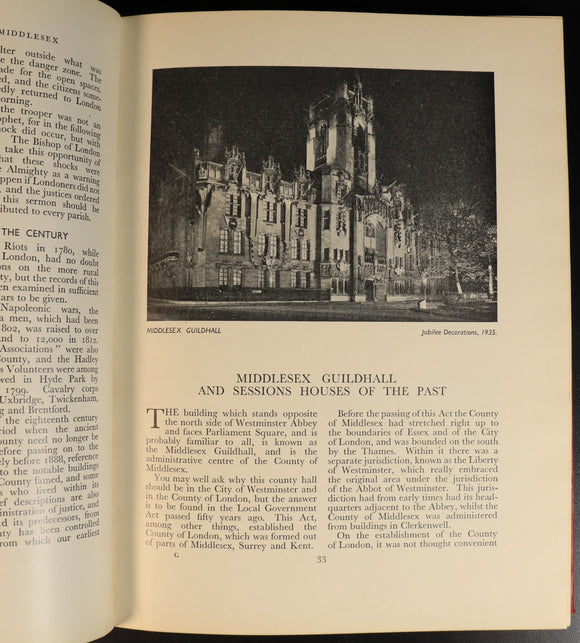 MIDDLESEX
lter outside what was
e the danger zone. The
ade for the open spaces,
ed, and the citizens some,
edly returned to London
orning.
the trooper was not an
ophet, for in the following
nock did occur, but with
The Bishop of London
take this opportunity of
hat these shocks were
e Almighty as a warning
appen if Londoners did not
, and the justices ordered
this sermon should be
tributed to every parish.
THE CENTURY
Riots in 1780, while
London, had no doubt
ons on the more rural
ty, but the records of this
een examined in sufficient
ars to be given.
Napoleonic wars, the
a men, which had been
802, was raised to over
and to 12,000 in 1812.
Associations" were also
County, and the Hadley
s Volunteers were among
ewed in Hyde Park by
1799. Cavalry corps
Uxbridge, Twickenham,
g and Brentford.
f the eighteenth century
period when the ancient
ounty need no longer be
efore passing on to the
ely before 1888, reference
to the notable buildings
County famed, and some
s who lived within it
ef descriptions are also
ministration of justice, and
d its predecessors, from
nty has been controlled
rom which our earliest
MIDDLESEX GUILDHALL
Jubilee Decorations, 1935.
MIDDLESEX GUILDHALL
AND SESSIONS HOUSES OF THE PAST
THE building which stands opposite
the north side of Westminster Abbey
and faces Parliament Square, and is
probably familiar to all, is known as
the Middlesex Guildhall, and is the
administrative centre of the County of
Middlesex.
You may well ask why this county hall
should be in the City of Westminster and
in the County of London, but the answer
is to be found in the Local Government
Act passed fifty years ago. This Act,
among other things, established the
County of London, which was formed out
of parts of Middlesex, Surrey and Kent.
G
Before the passing of this Act the County
of Middlesex had stretched right up to
the boundaries of Essex and of the City
of London, and was bounded on the south
by the Thames. Within it there was a
separate jurisdiction, known as the Liberty
of Westminster, which really embraced
the original area under the jurisdiction
of the Abbot of Westminster. This juris-
diction had from early times had its head-
quarters adjacent to the Abbey, whilst the
County of Middlesex was administered
from buildings in Clerkenwell.
On the establishment of the County
of London, it was not thought convenient
33